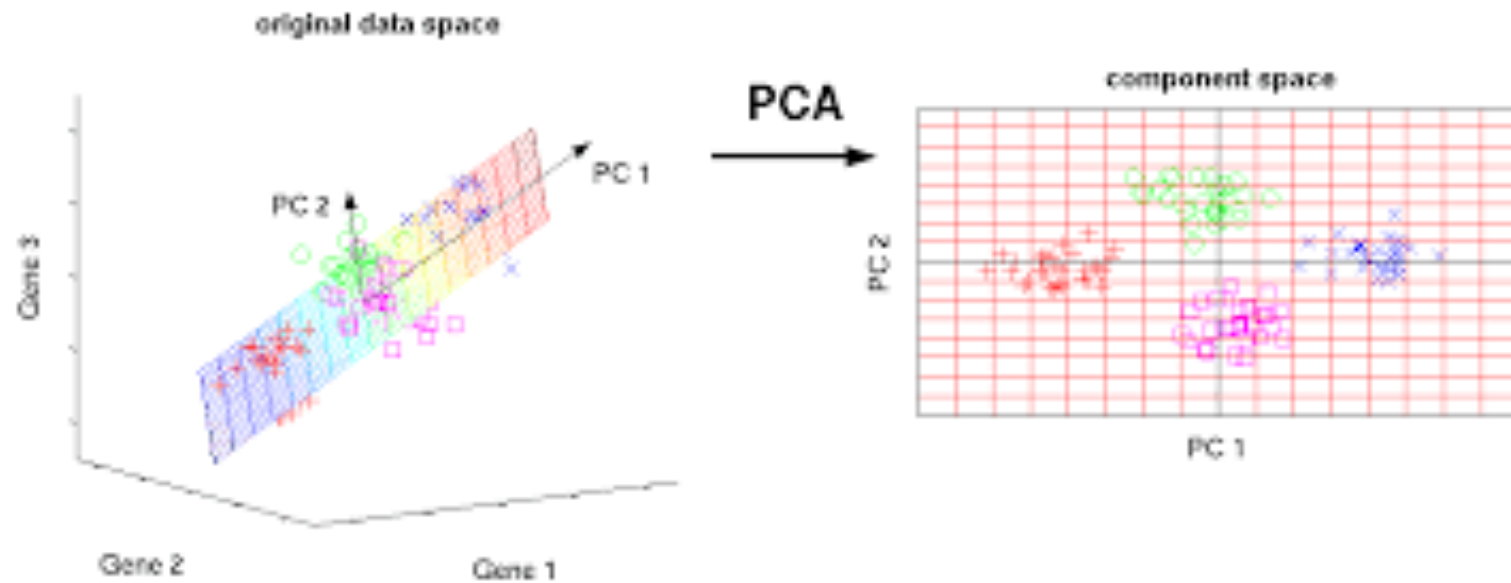 original data space
PCA
component space
PC 1
PC 2
Gene 3
Gene 2
Gene 1
PC 2
PC 1